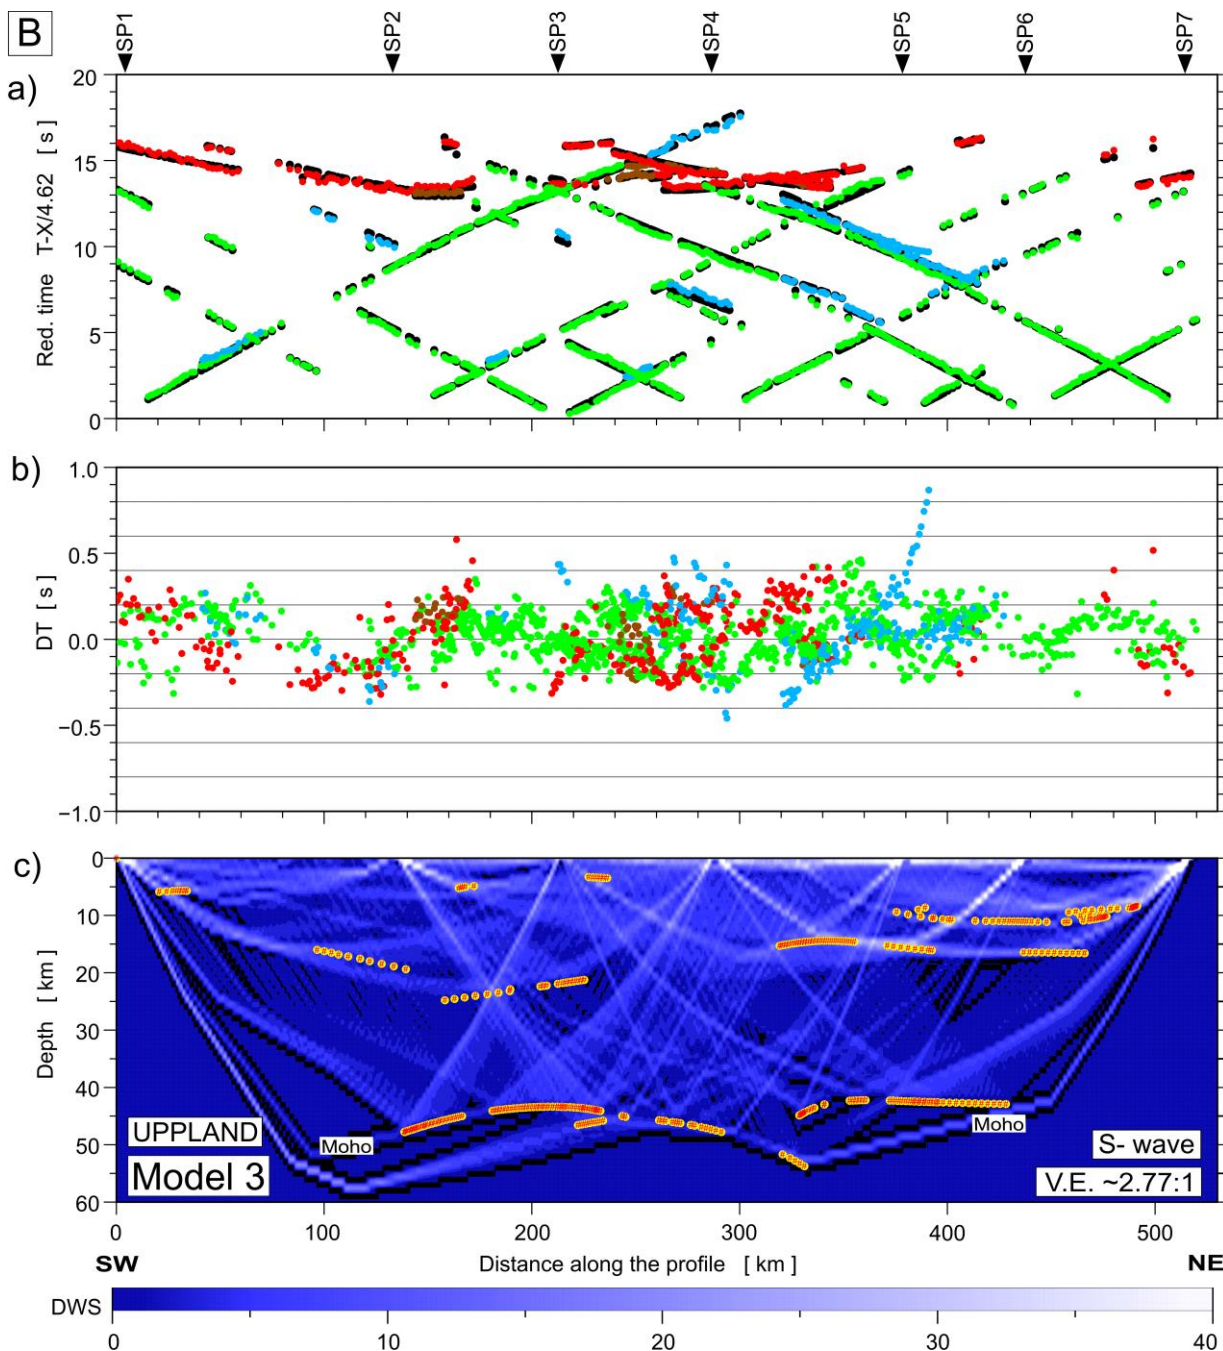 B
SP1 SP2 SP3 SP4 SP5 SP6 SP7
a)
Red. time T-X/4.62 [ s ]
20
15
10
5
0
b)
DT [ s ]
1.0
0.5
0.0
−0.5
−1.0
c)
Depth [ km ]
0
10
20
30
40
50
60
UPPLAND
Model 3
Moho
Moho
S- wave
V.E. ~2.77:1
0 100 200 300 400 500
SW Distance along the profile [ km ] NE
DWS
0 10 20 30 40